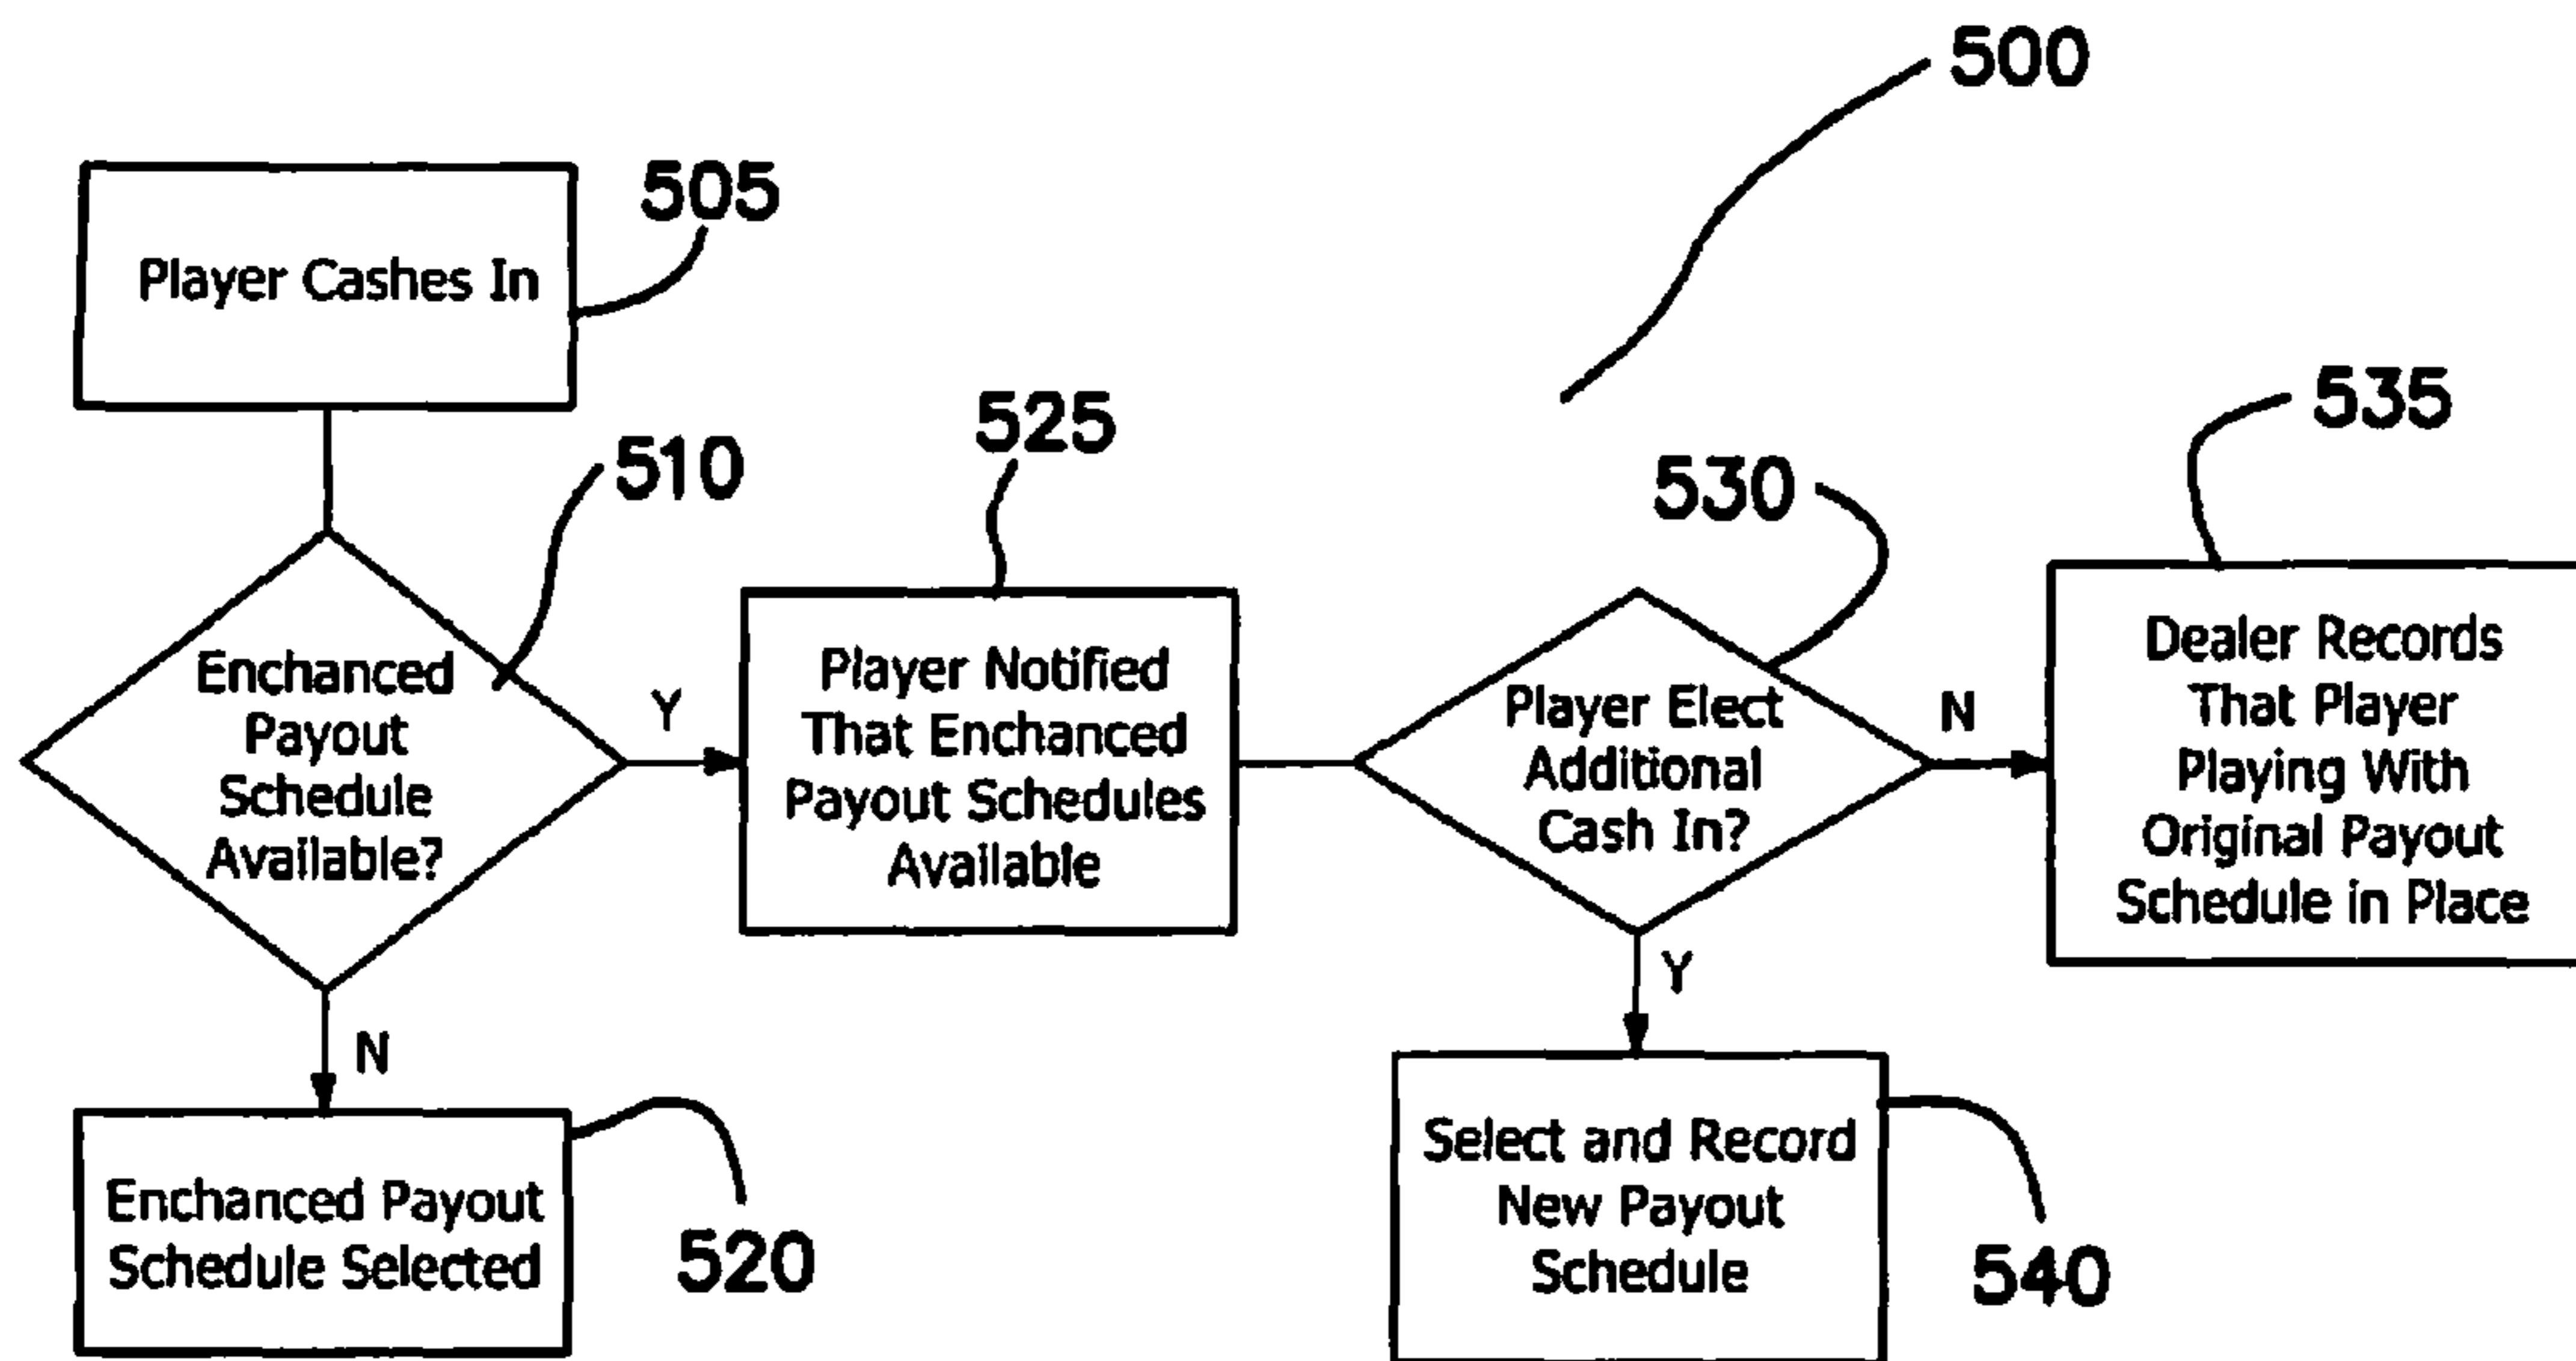 500
505
Player Cashes In
510
Enchanced
Payout
Schedule
Available?
Y
N
525
Player Notified
That Enchanced
Payout Schedules
Available
530
Player Elect
Additional
Cash In?
N
Y
535
Dealer Records
That Player
Playing With
Original Payout
Schedule in Place
Enchanced Payout
Schedule Selected
520
Select and Record
New Payout
Schedule
540